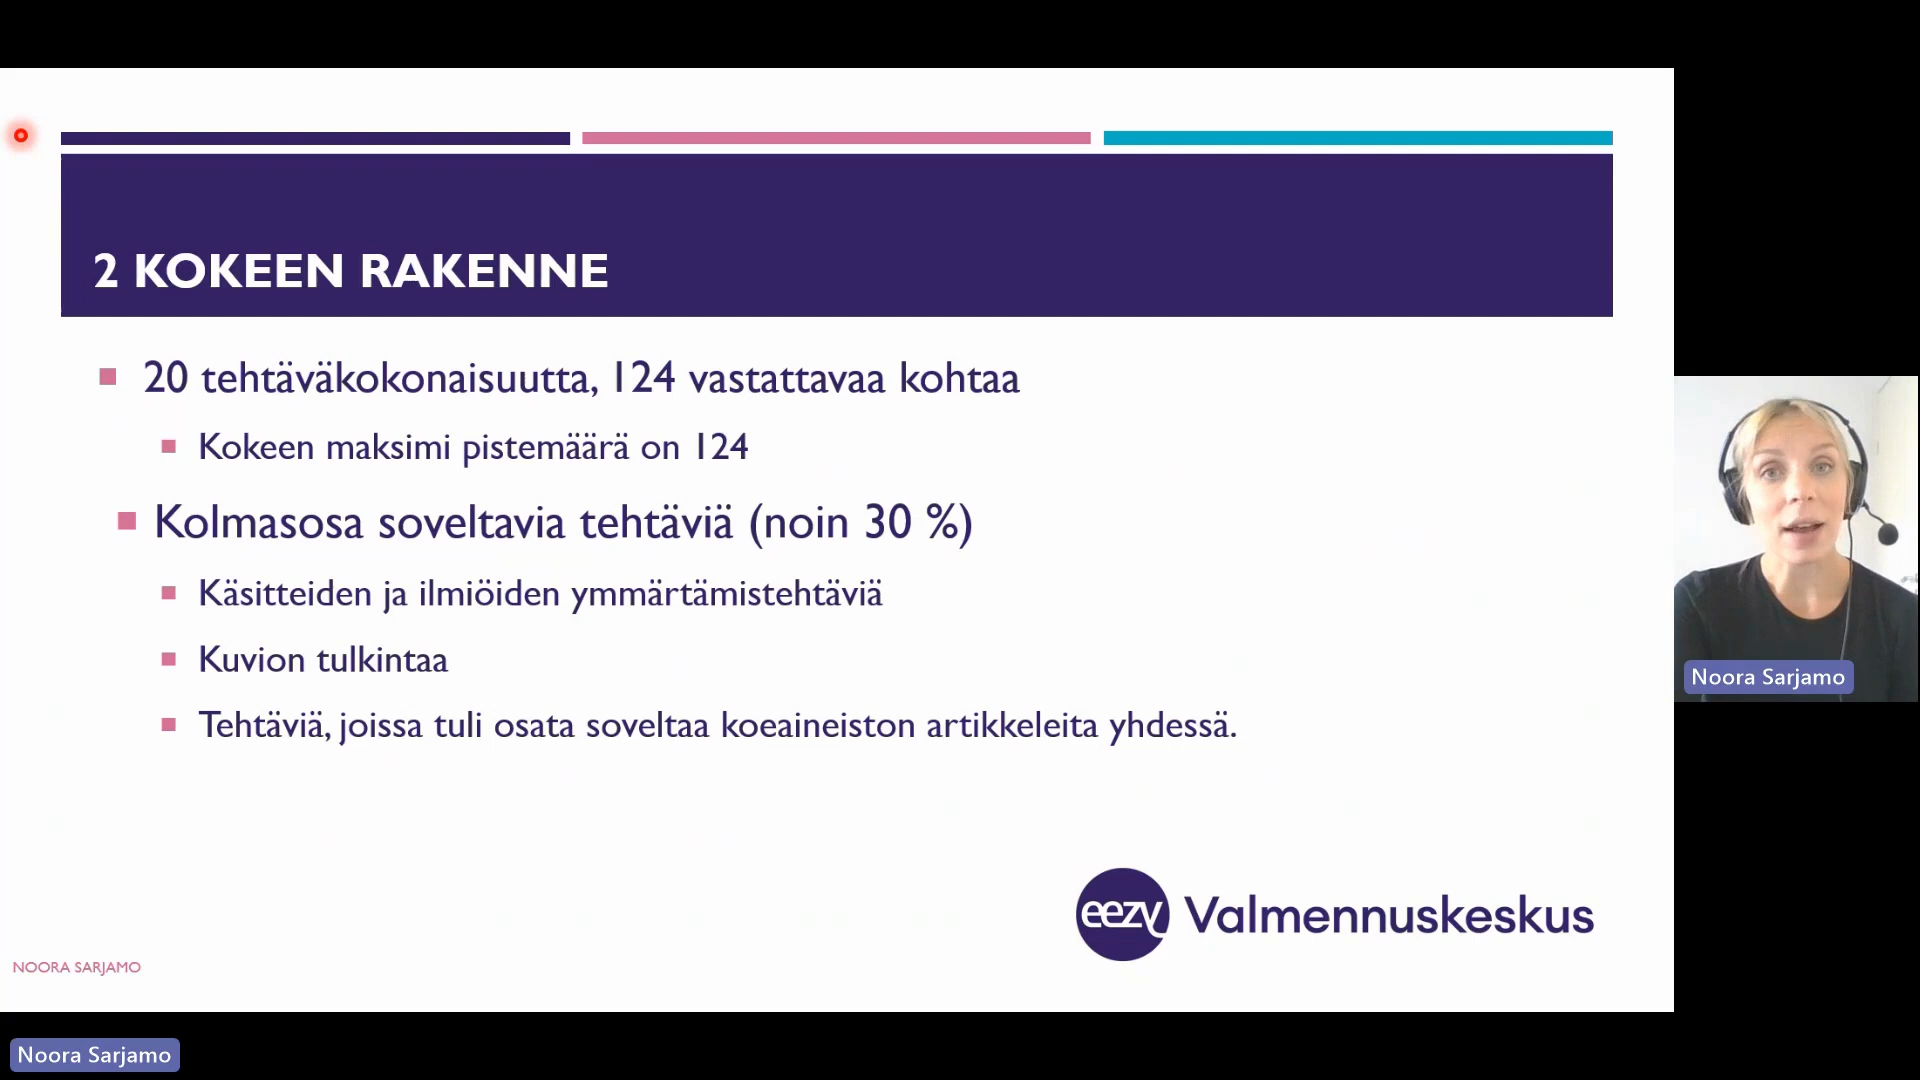 2 KOKEEN RAKENNE
20 tehtäväkokonaisuutta, 124 vastattavaa kohtaa
Kokeen maksimi pistemäärä on 124
Kolmasosa soveltavia tehtäviä (noin 30 %)
Käsitteiden ja ilmiöiden ymmärtämistehtäviä
Kuvion tulkintaa
Tehtäviä, joissa tuli osata soveltaa koeaineiston artikkeleita yhdessä.
eezy Valmennuskeskus
NOORA SARJAMO
Noora Sarjamo
Noora Sarjamo